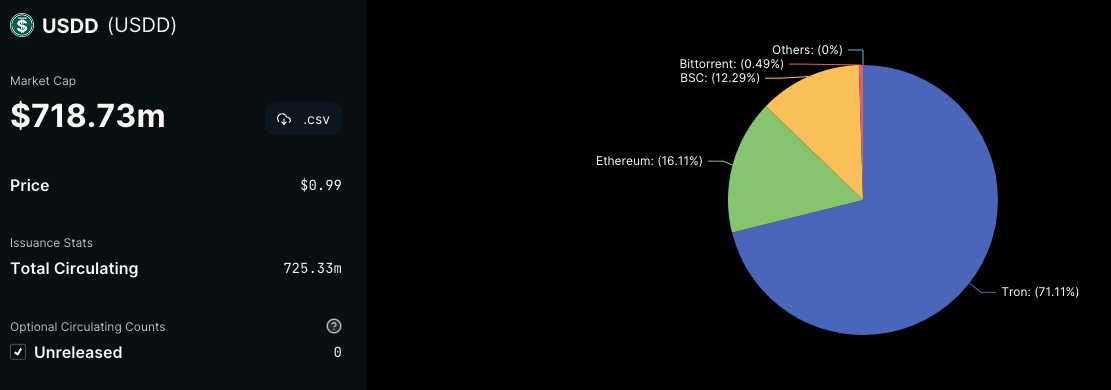 USDD (USDD)
Market Cap
$718.73m
.csv
Price $0.99
Issuance Stats
Total Circulating 725.33m
Optional Circulating Counts ?
Unreleased 0
Others: (0%)
Bittorrent: (0.49%)
BSC: (12.29%)
Ethereum: (16.11%)
Tron: (71.11%)